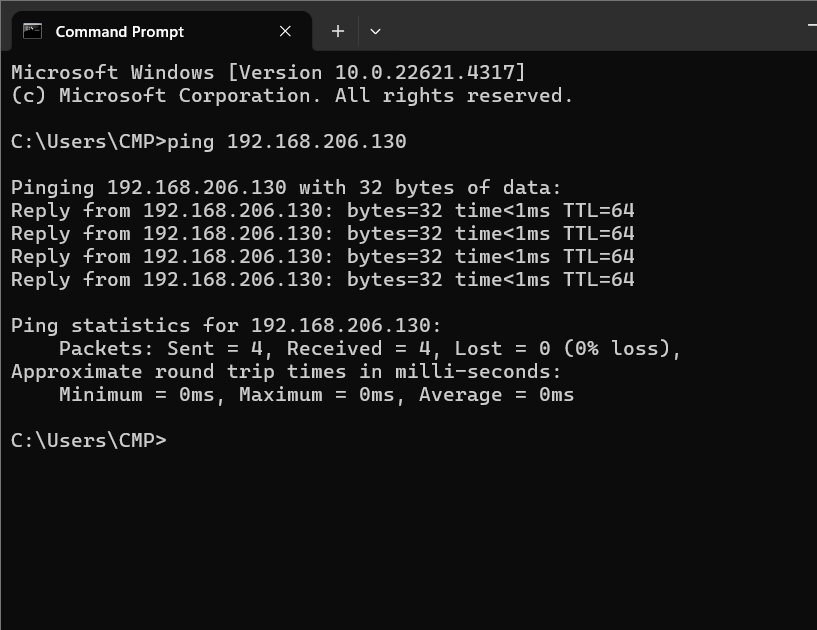 Command Prompt
Microsoft Windows [Version 10.0.22621.4317]
(c) Microsoft Corporation. All rights reserved.
C:\Users\CMP>ping 192.168.206.130
Pinging 192.168.206.130 with 32 bytes of data:
Reply from 192.168.206.130: bytes=32 time<1ms TTL=64
Reply from 192.168.206.130: bytes=32 time<1ms TTL=64
Reply from 192.168.206.130: bytes=32 time<1ms TTL=64
Reply from 192.168.206.130: bytes=32 time<1ms TTL=64
Ping statistics for 192.168.206.130:
    Packets: Sent = 4, Received = 4, Lost = 0 (0% loss),
Approximate round trip times in milli-seconds:
    Minimum = 0ms, Maximum = 0ms, Average = 0ms
C:\Users\CMP>